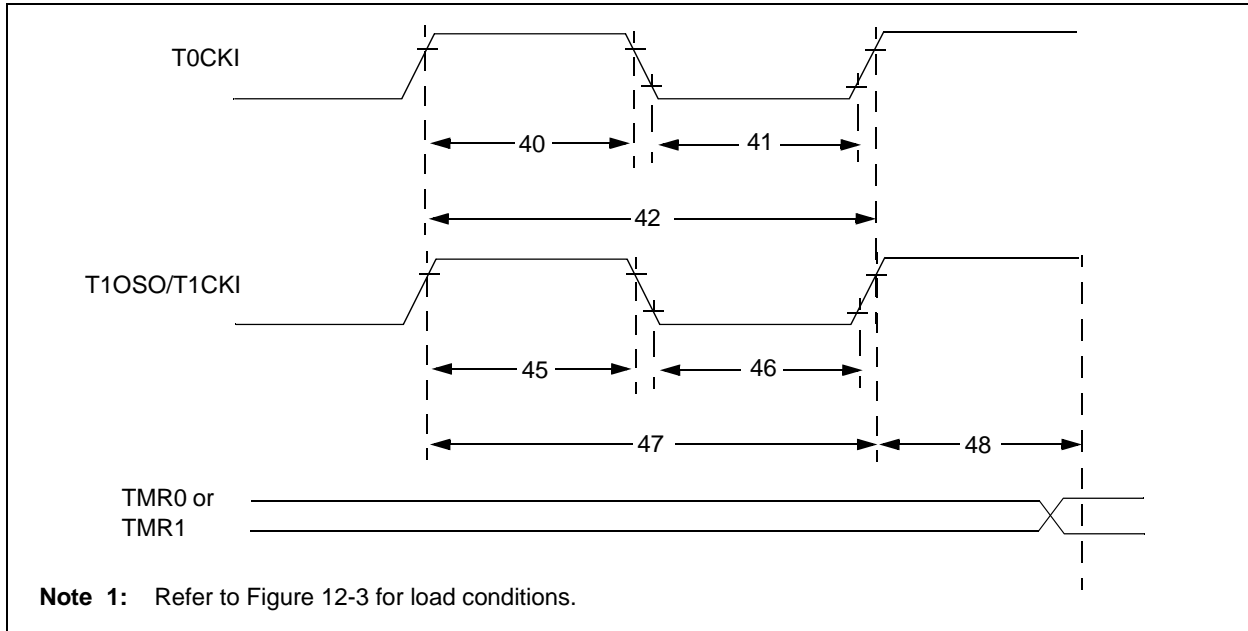 T0CKI
40
41
42
T1OSO/T1CKI
45
46
47
48
TMR0 or
TMR1
Note 1: Refer to Figure 12-3 for load conditions.